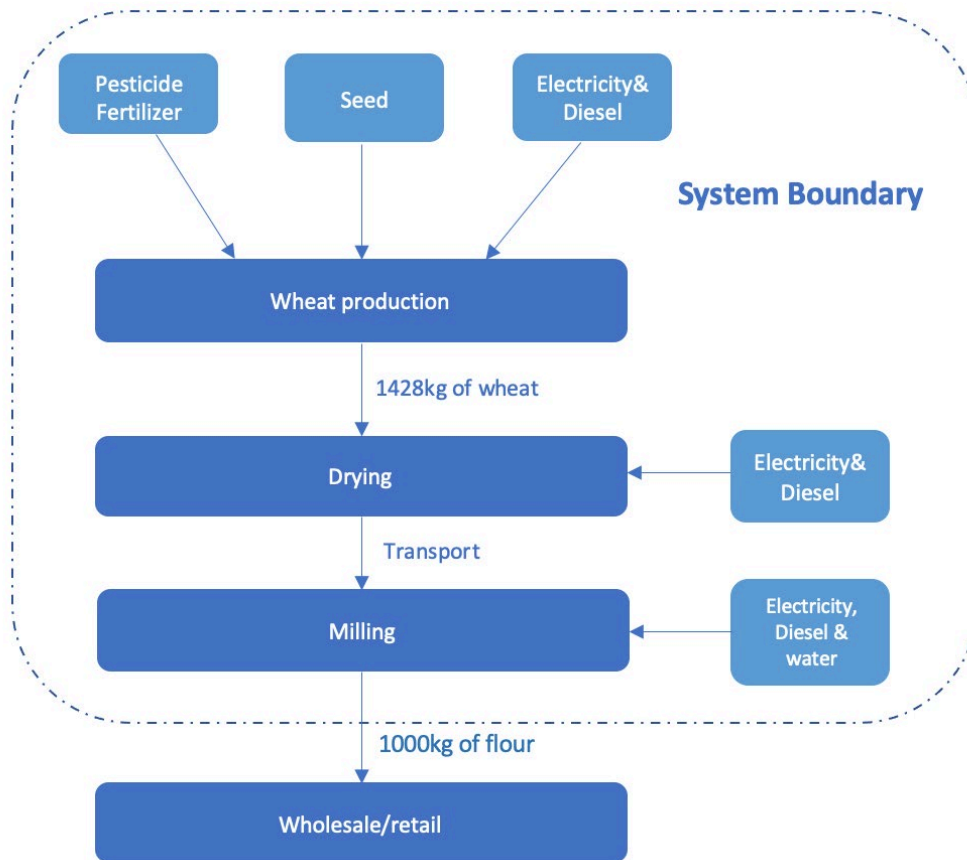 Pesticide
Fertilizer
Seed
Electricity&
Diesel
System Boundary
Wheat production
1428kg of wheat
Drying
Electricity&
Diesel
Transport
Milling
Electricity,
Diesel &
water
1000kg of flour
Wholesale/retail